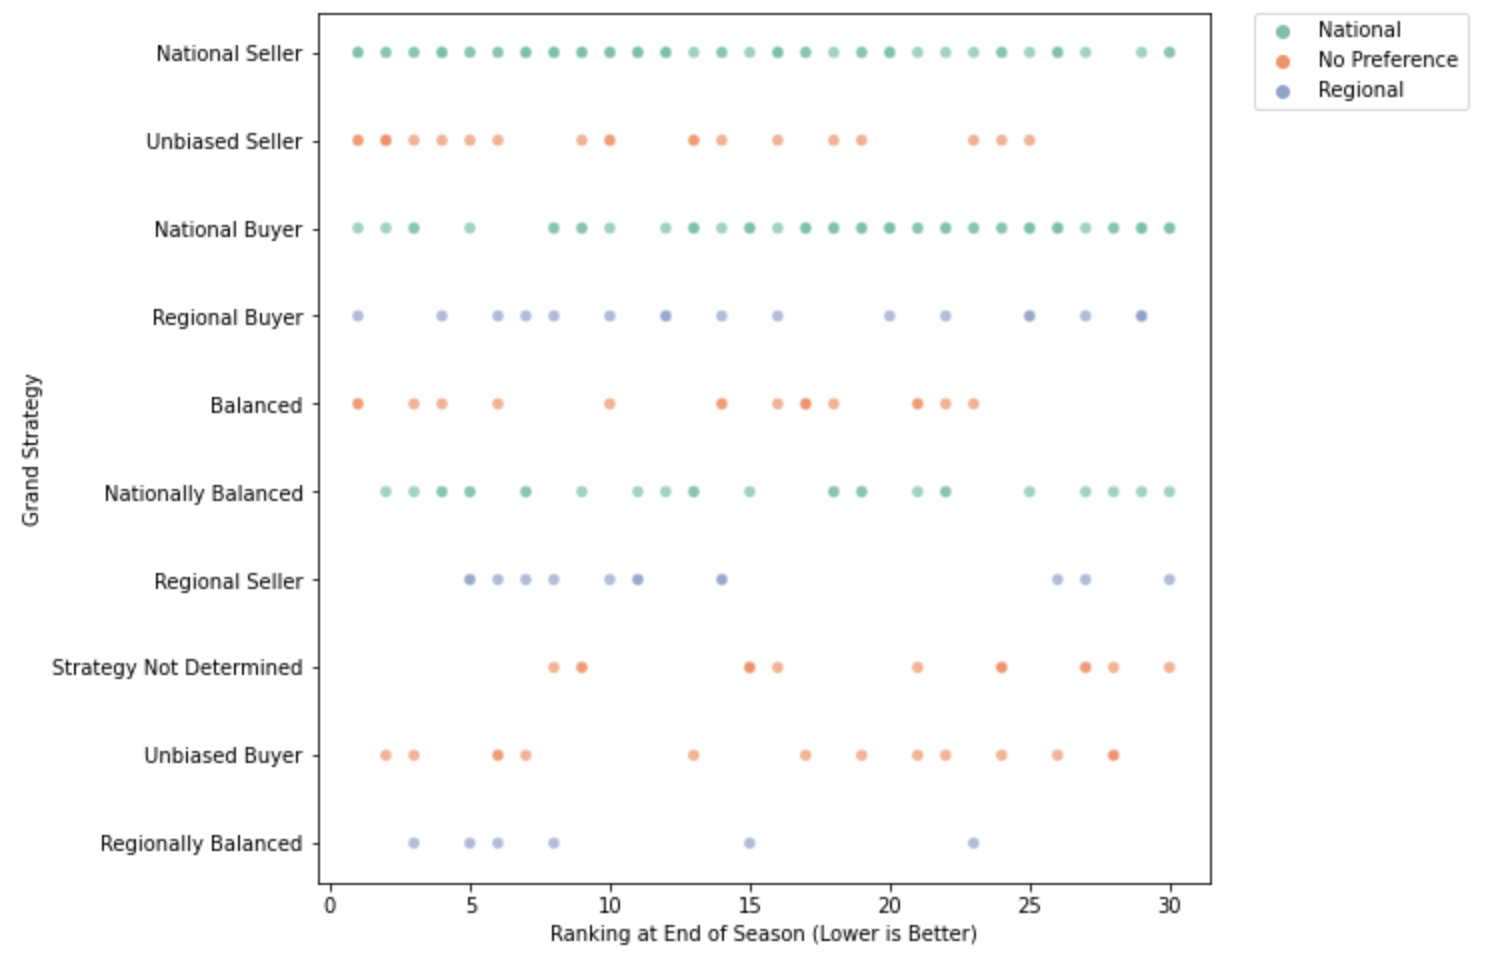 National Seller
Unbiased Seller
National Buyer
Regional Buyer
Balanced
Nationally Balanced
Regional Seller
Strategy Not Determined
Unbiased Buyer
Regionally Balanced
Grand Strategy
0 5 10 15 20 25 30
Ranking at End of Season (Lower is Better)
National
No Preference
Regional